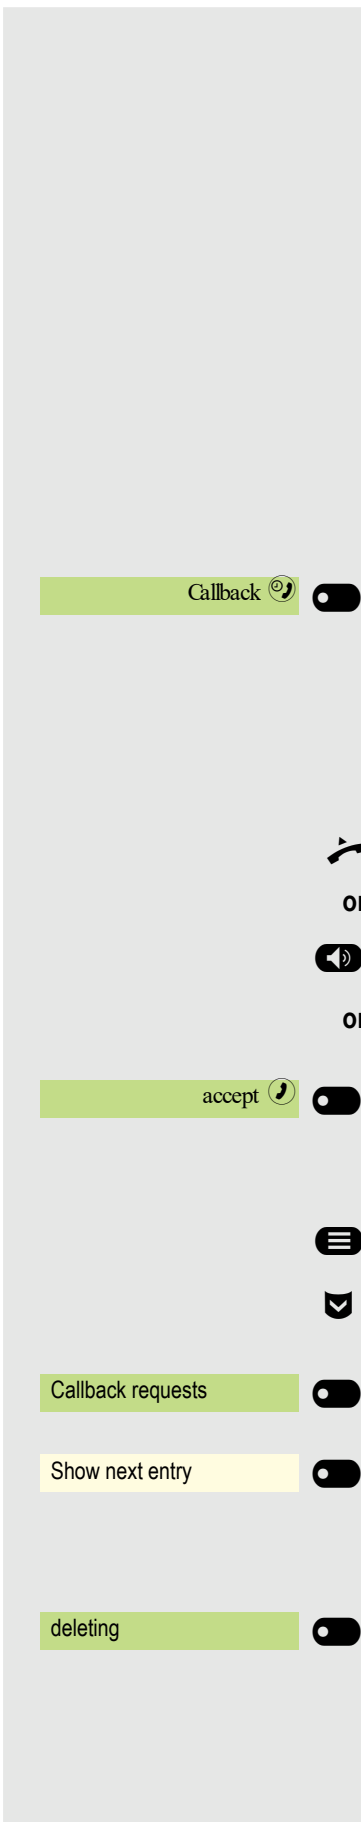 Callback
or
or
accept
Callback requests
Show next entry
deleting